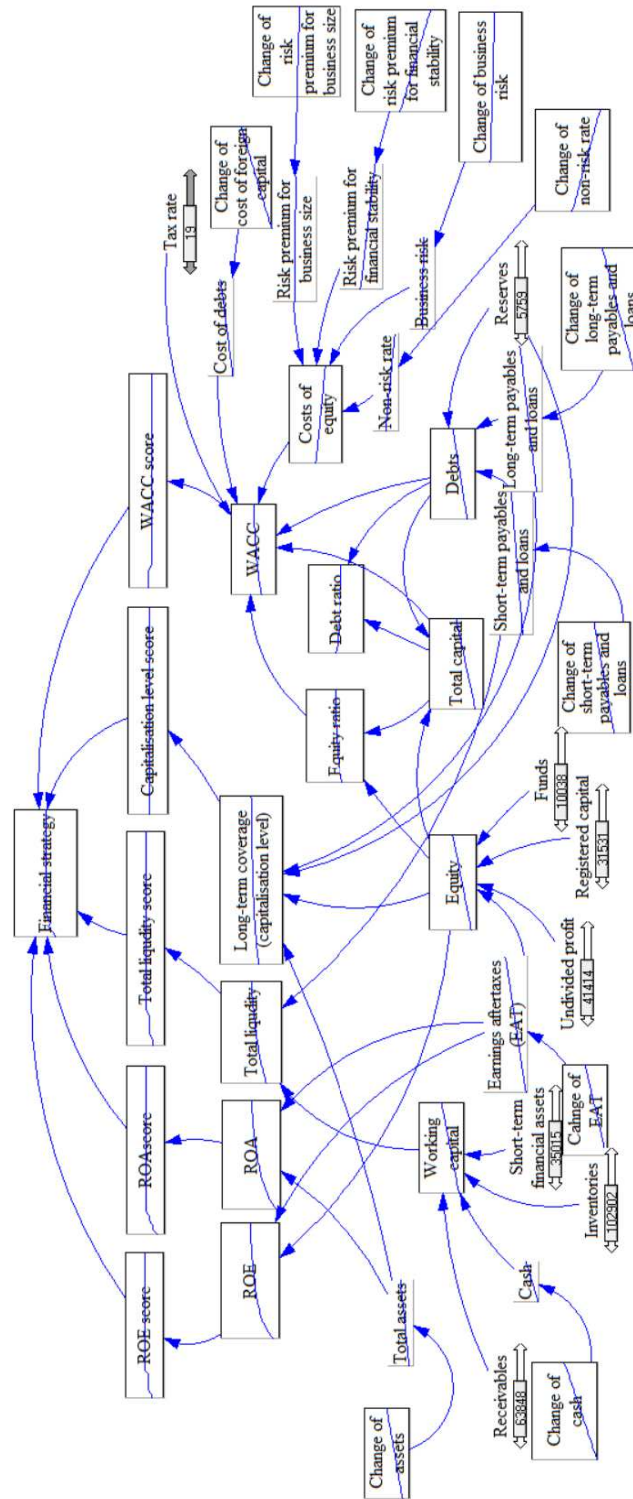 Financial strategy
ROE score
ROAscore
Total liquidity score
Capitalisation level score
WACC score
ROE
ROA
Total liqudity
Long-term coverage
(capitalisation level)
Equity ratio
Debt ratio
WACC
Tax rate
19
Cost of debts
Change of
cost of foreign
capital
Costs of
equity
Risk premium for
business size
Change of
risk
premium for
business size
Risk premium for
financial stability
Change of
risk premium
for financial
stability
Business risk
Change of business
risk
Non-risk rate
Change of
non-risk rate
Total assets
Change of
assets
Working
capital
Earnings aftertaxes
(EAT)
Equity
Total capital
Debts
Reserves
5759
Short-term payables
and loans
Long-term payables
and loans
Receivables
63848
Cash
Change of
cash
Inventories
102902
Short-term
financial assets
35015
Cahnge of
EAT
Undivided profit
41414
Registered capital
31531
Funds
10038
Change of
short-term
payables and
loans
Change of
long-term
payables and
loans